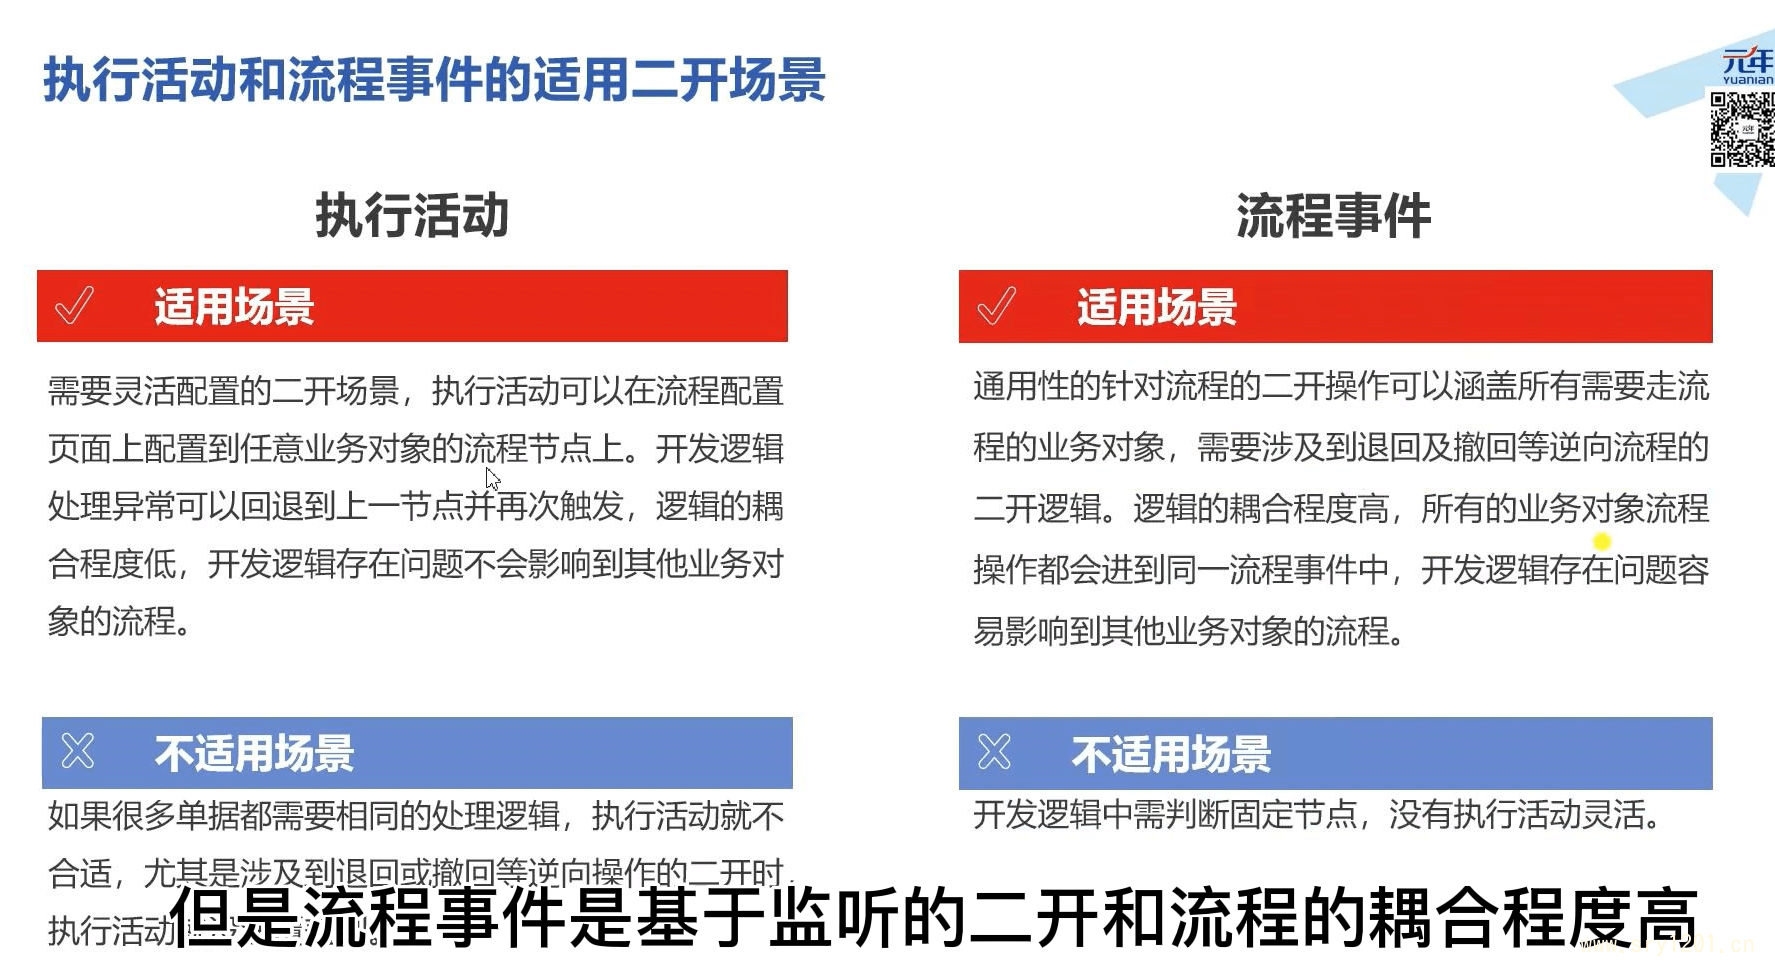 执行活动和流程事件的适用二开场景
元年
yuanian
执行活动
适用场景
需要灵活配置的二开场景，执行活动可以在流程配置
页面上配置到任意业务对象的流程节点上。开发逻辑
处理异常可以回退到上一节点并再次触发，逻辑的耦
合程度低，开发逻辑存在问题不会影响到其他业务对
象的流程。
不适用场景
如果很多单据都需要相同的处理逻辑，执行活动就不
合适，尤其是涉及到退回或撤回等逆向操作的二开时，
执行活动
流程事件
适用场景
通用性的针对流程的二开操作可以涵盖所有需要走流
程的业务对象，需要涉及到退回及撤回等逆向流程的
二开逻辑。逻辑的耦合程度高，所有的业务对象流程
操作都会进到同一流程事件中，开发逻辑存在问题容
易影响到其他业务对象的流程。
不适用场景
开发逻辑中需判断固定节点，没有执行活动灵活。
但是流程事件是基于监听的二开和流程的耦合程度高